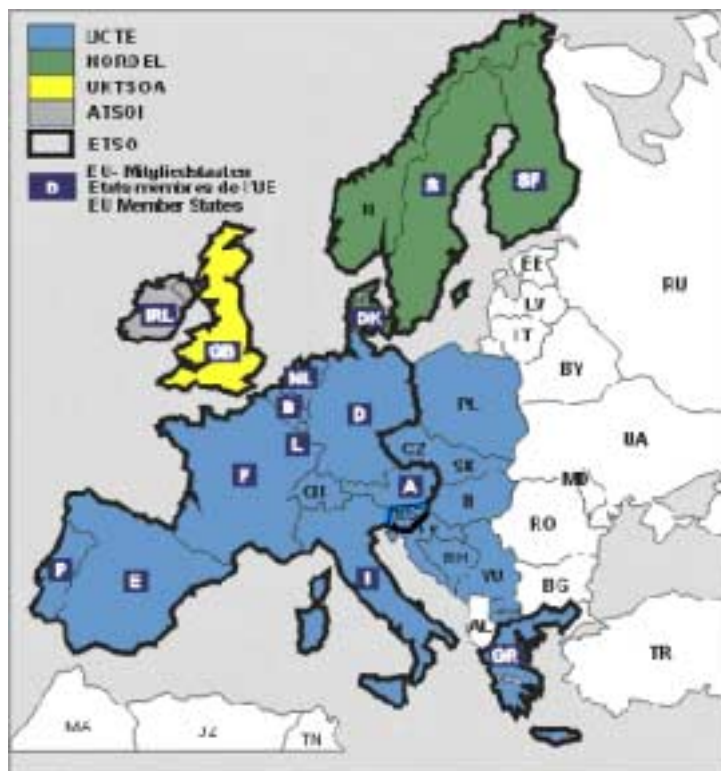 UCTE
NORDEL
UKTSOA
ATSOI
ETSO
D
EU- Mitgliedstaaten
Etats membres de l'UE
EU Member States
N
S
SF
EE
RU
LV
LT
IRL
DK
GB
BY
NL
PL
B
D
UA
L
CZ
SK
F
A
MD
CH
RO
BH
YU
P
E
I
BG
AL
GR
TR
MA
TN